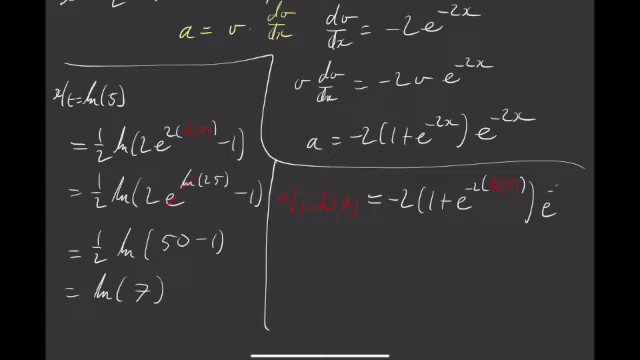 a = v · dv/dx   dv/dx = -2e^{-2x}
v dv/dx = -2v e^{-2x}
a = -2(1+e^{-2x})e^{-2x}
x|t=ln(5)
= 1/2 ln(2e^{2(ln(5))}-1)
= 1/2 ln(2e^{ln(25)}-1)
= 1/2 ln(50-1)
= ln(7)
a|x=ln(7) = -2(1+e^{-2(ln(7))})e^-